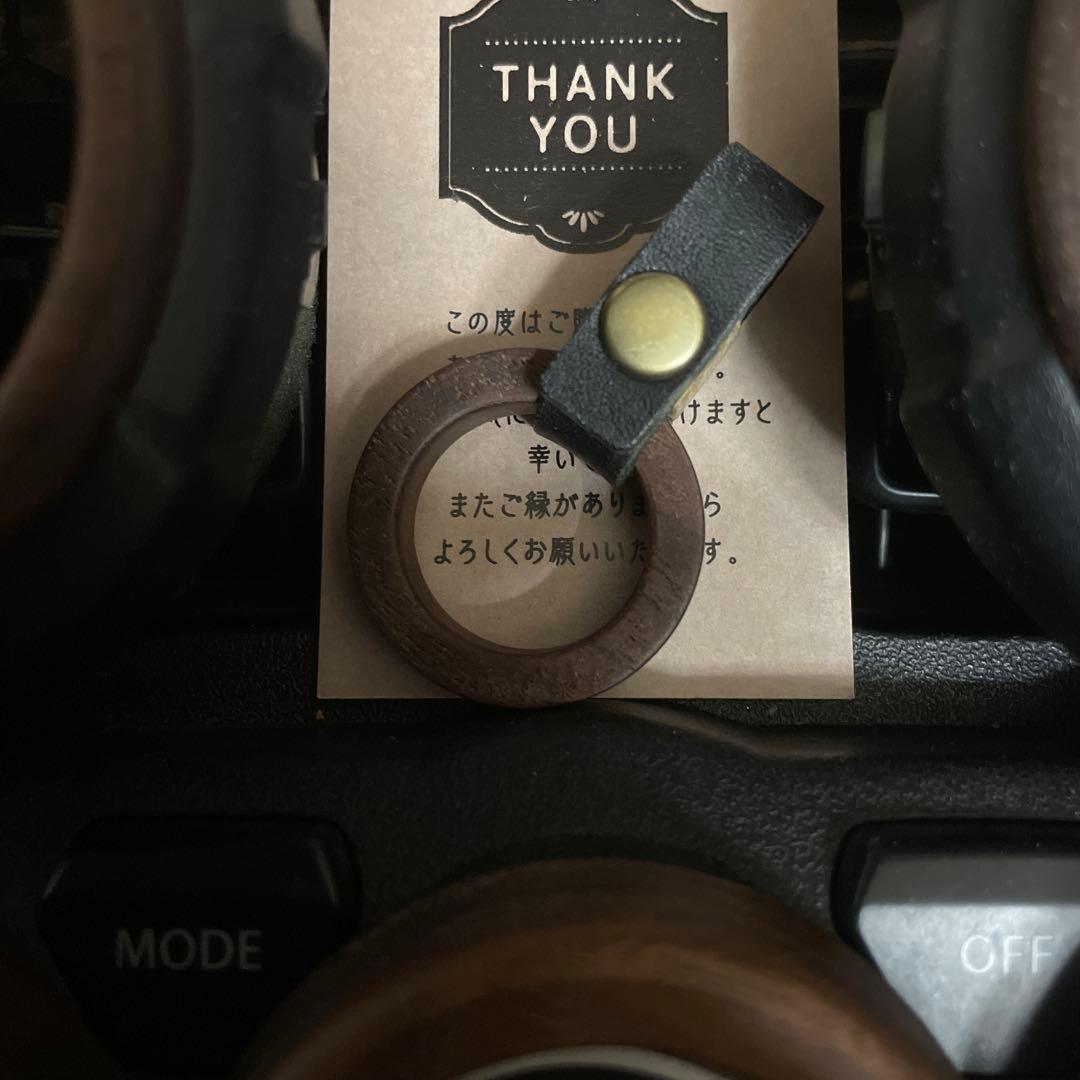 THANK
YOU
この度はご
。
けますと
幸い
またご縁がありま ら
よろしくお願いいた す。
MODE
OFF